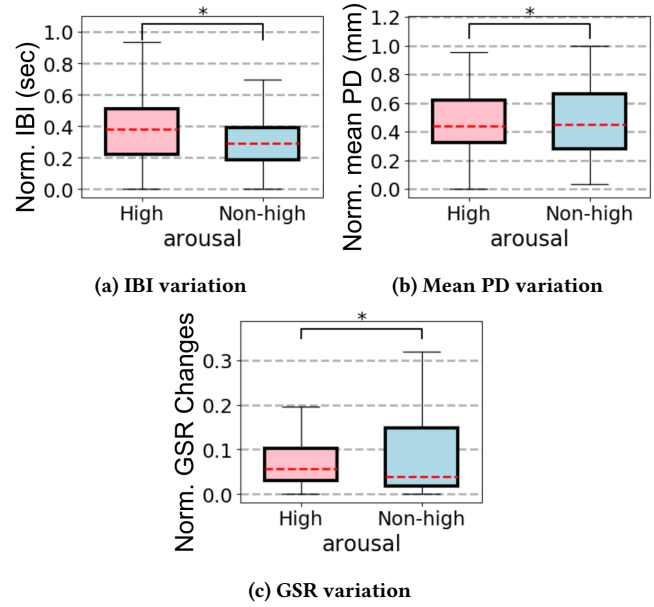 *
1.0
0.8
0.6
0.4
0.2
0.0
Norm. IBI (sec)
High
Non-high
arousal
(a) IBI variation
*
1.2
1.0
0.8
0.6
0.4
0.2
0.0
Norm. mean PD (mm)
High
Non-high
arousal
(b) Mean PD variation
*
0.3
0.2
0.1
0.0
Norm. GSR Changes
High
Non-high
arousal
(c) GSR variation